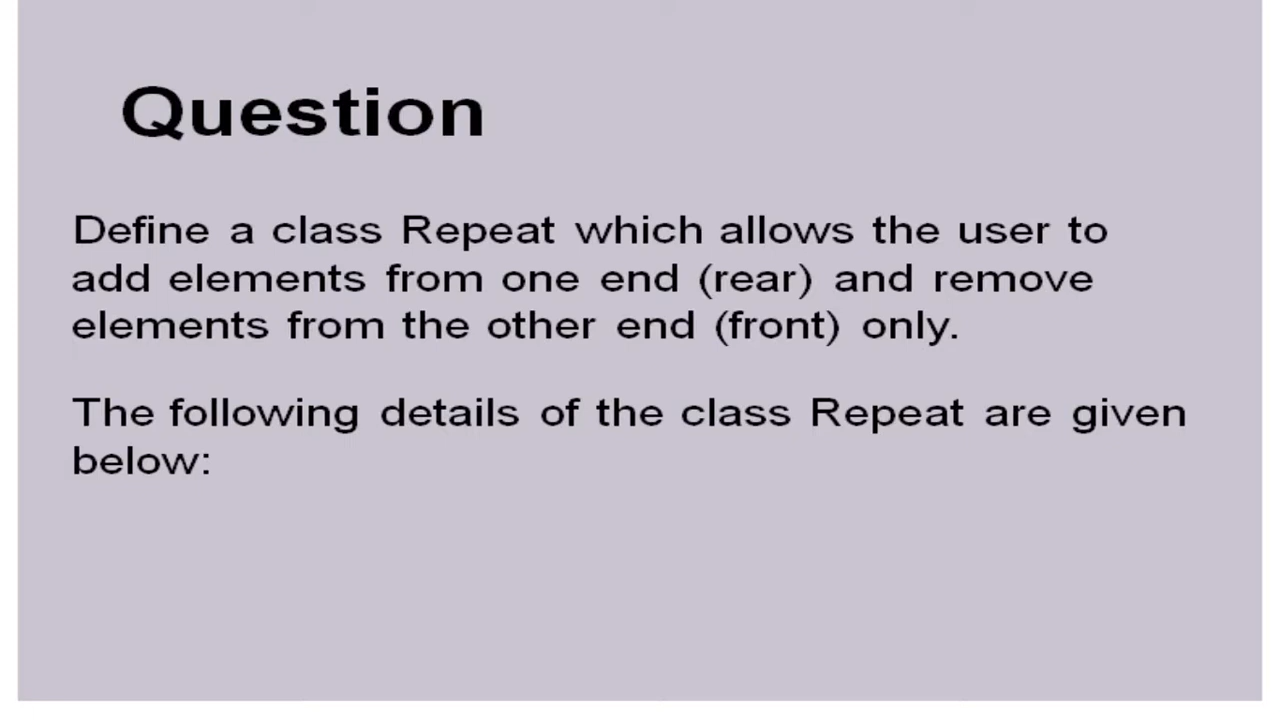 Question
Define a class Repeat which allows the user to
add elements from one end (rear) and remove
elements from the other end (front) only.
The following details of the class Repeat are given
below: